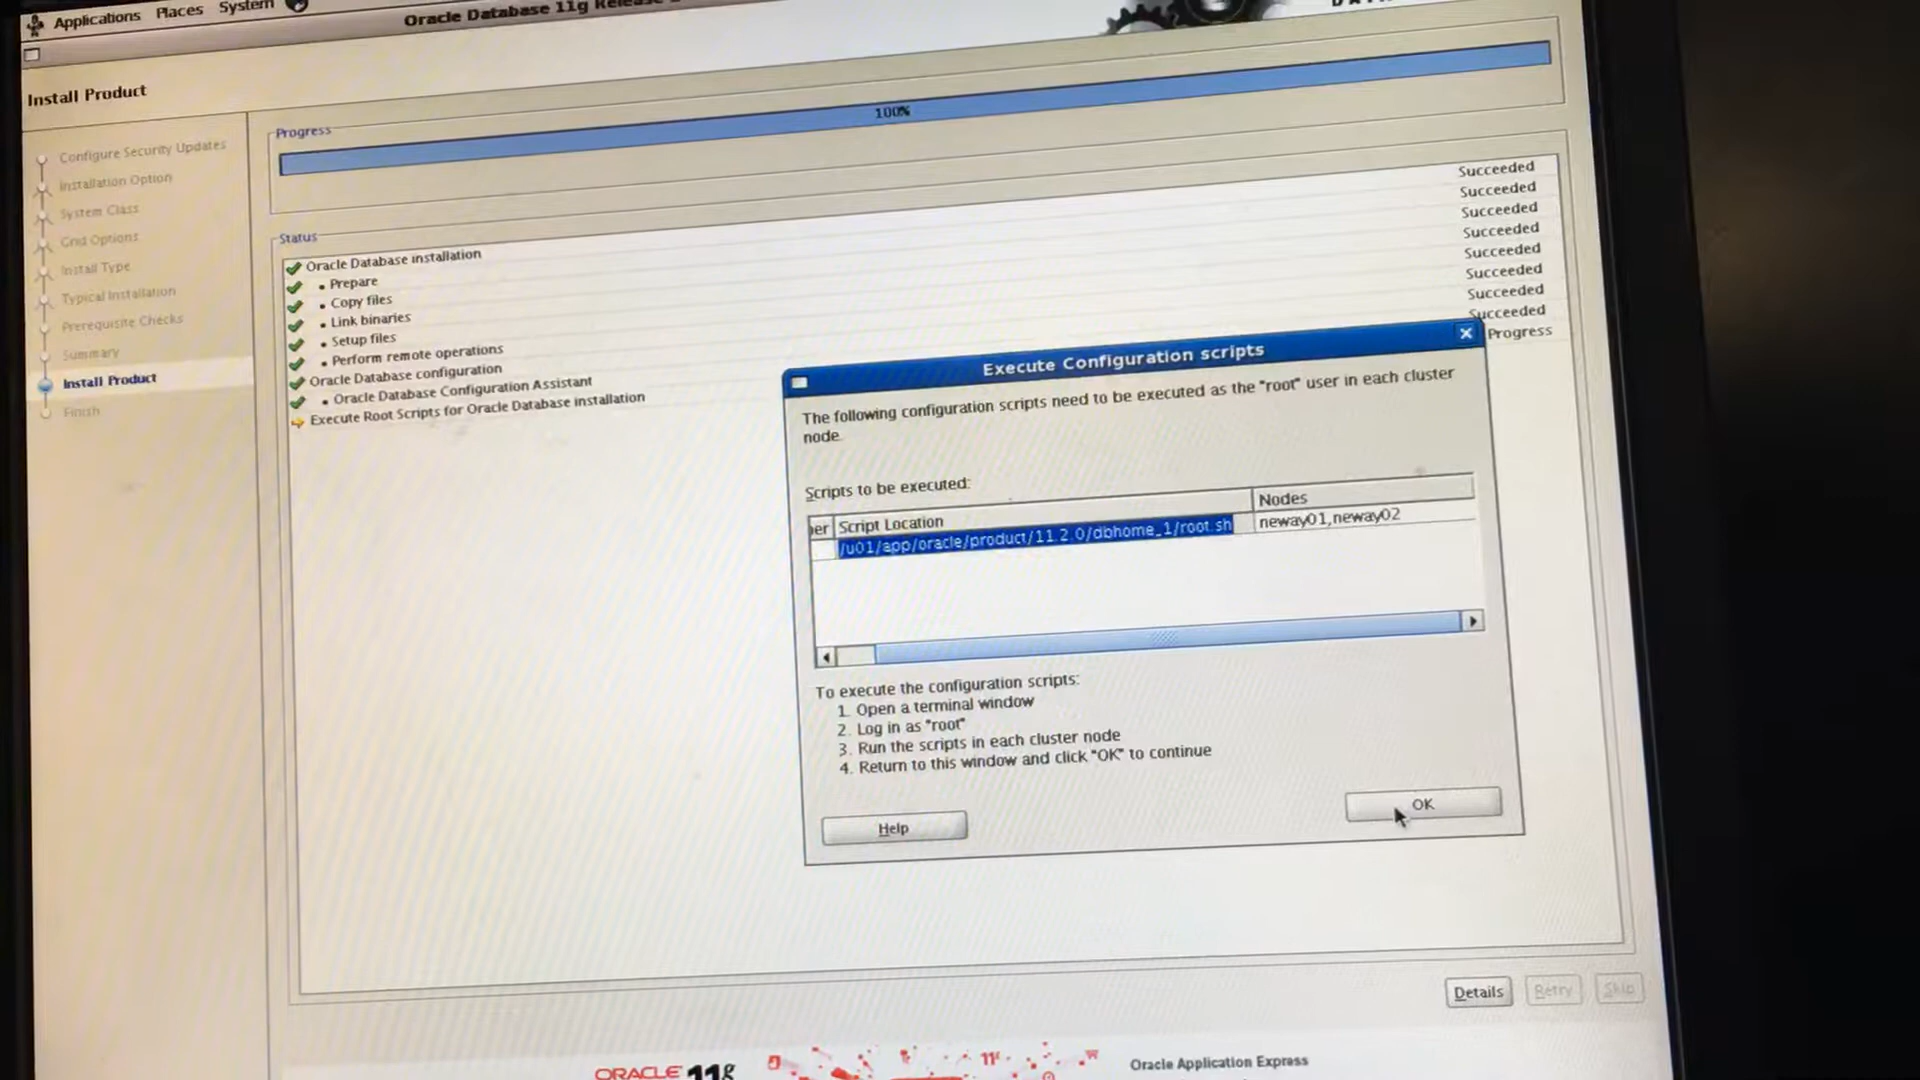 Applications Places System
Oracle Database 11g Release
Install Product
Configure Security Updates
Installation Option
System Class
Grid Options
Install Type
Typical Installation
Prerequisite Checks
Summary
Install Product
Finish
Progress
100%
Status
Oracle Database installation Succeeded
• Prepare Succeeded
• Copy files Succeeded
• Link binaries Succeeded
• Setup files Succeeded
• Perform remote operations Succeeded
Oracle Database configuration Succeeded
• Oracle Database Configuration Assistant Succeeded
Execute Root Scripts for Oracle Database installation Progress
Execute Configuration scripts
The following configuration scripts need to be executed as the "root" user in each cluster
node.
Scripts to be executed:
er Script Location Nodes
/u01/app/oracle/product/11.2.0/dbhome_1/root.sh neway01,neway02
To execute the configuration scripts:
1. Open a terminal window
2. Log in as "root"
3. Run the scripts in each cluster node
4. Return to this window and click "OK" to continue
Help
OK
Details Retry Skip
ORACLE 11g
Oracle Application Express